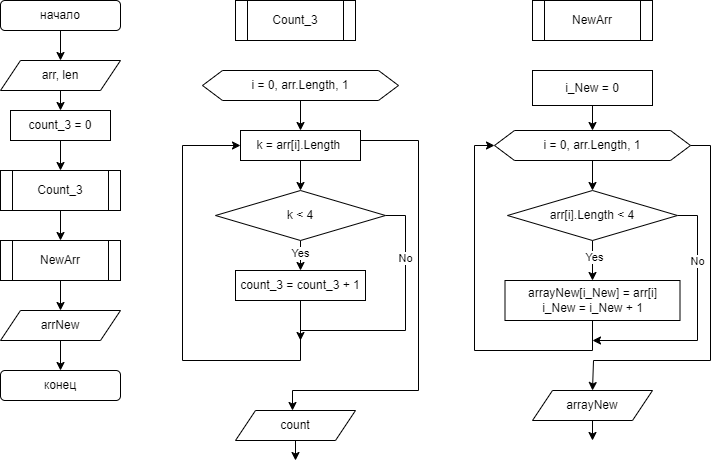 начало
arr, len
count_3 = 0
Count_3
NewArr
arrNew
конец
Count_3
i = 0, arr.Length, 1
k = arr[i].Length
k < 4
Yes
No
count_3 = count_3 + 1
count
NewArr
i_New = 0
i = 0, arr.Length, 1
arr[i].Length < 4
Yes
No
arrayNew[i_New] = arr[i]
i_New = i_New + 1
arrayNew